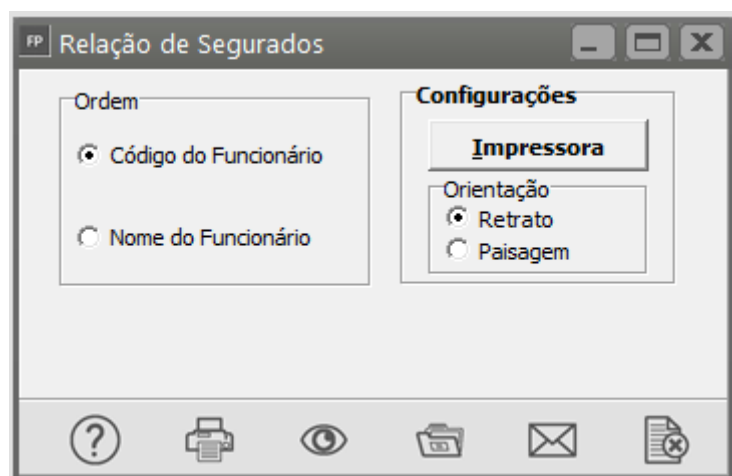 FP Relação de Segurados
Ordem
Código do Funcionário
Nome do Funcionário
Configurações
Impressora
Orientação
Retrato
Paisagem